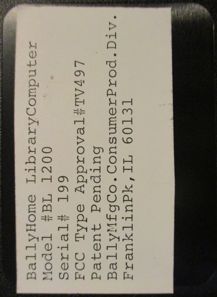 BallyHome LibraryComputer
Model #BL 1200
Serial# 199
FCC Type Approval#TV497
Patent Pending
BallyMfgCo.ConsumerProd.Div.
FranklinPk,IL 60131